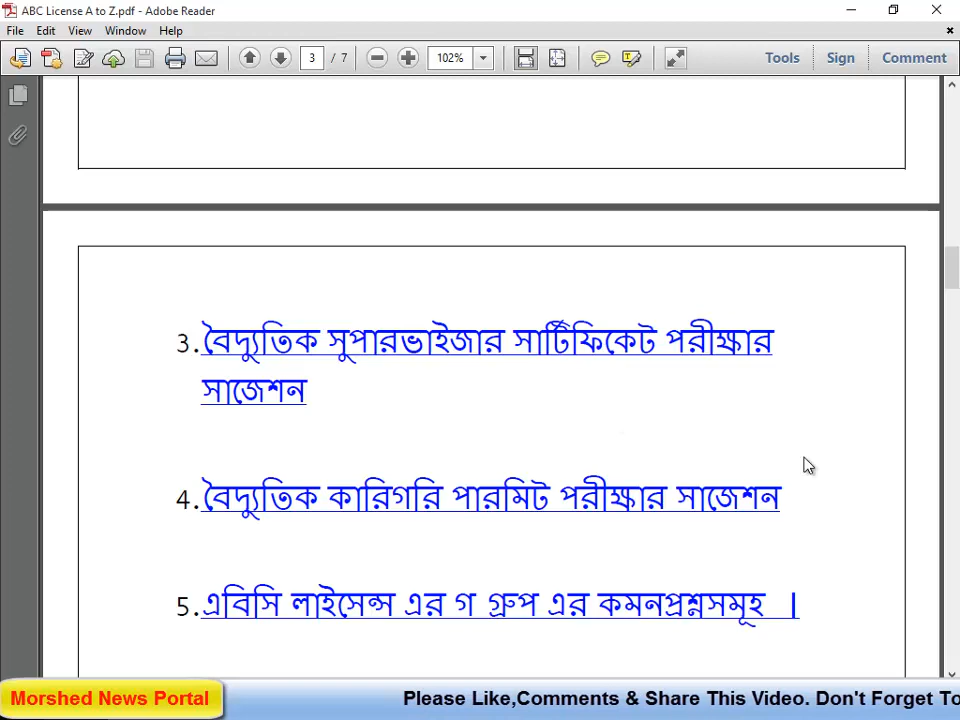 ABC License A to Z.pdf - Adobe Reader
File Edit View Window Help
3 / 7 102% Tools Sign Comment
3. বৈদ্যুতিক সুপারভাইজার সার্টিফিকেট পরীক্ষার
সাজেশন
4. বৈদ্যুতিক কারিগরি পারমিট পরীক্ষার সাজেশন
5. এবিসি লাইসেন্স এর গ গ্রুপ এর কমনপ্রশ্নসমূহ ।
Morshed News Portal
Please Like,Comments & Share This Video. Don't Forget To